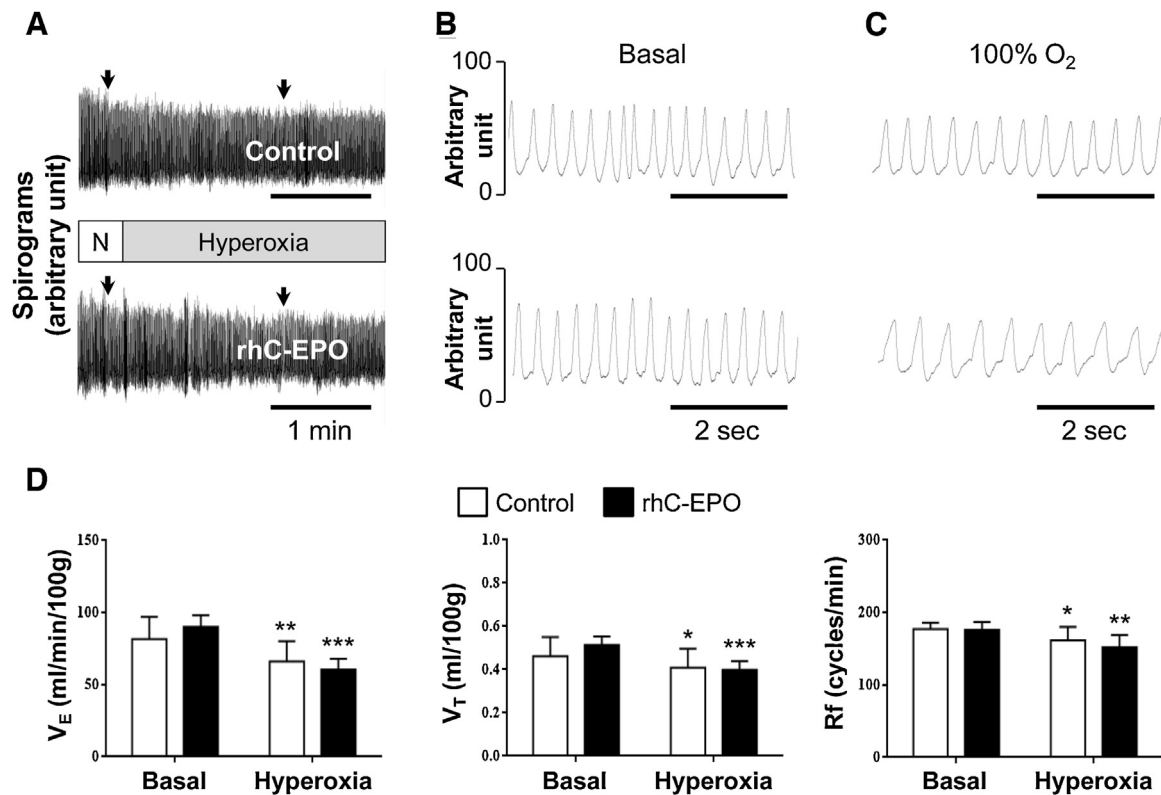 A
B
C
Basal
100% O₂
Spirograms
(arbitrary unit)
Control
N
Hyperoxia
rhC-EPO
1 min
100
Arbitrary
unit
0
100
Arbitrary
unit
0
2 sec
2 sec
D
Control
rhC-EPO
V_E (ml/min/100g)
150
100
50
0
**
***
Basal
Hyperoxia
V_T (ml/100g)
1.0
0.8
0.6
0.4
0.2
0.0
*
***
Basal
Hyperoxia
Rf (cycles/min)
300
200
100
0
*
**
Basal
Hyperoxia